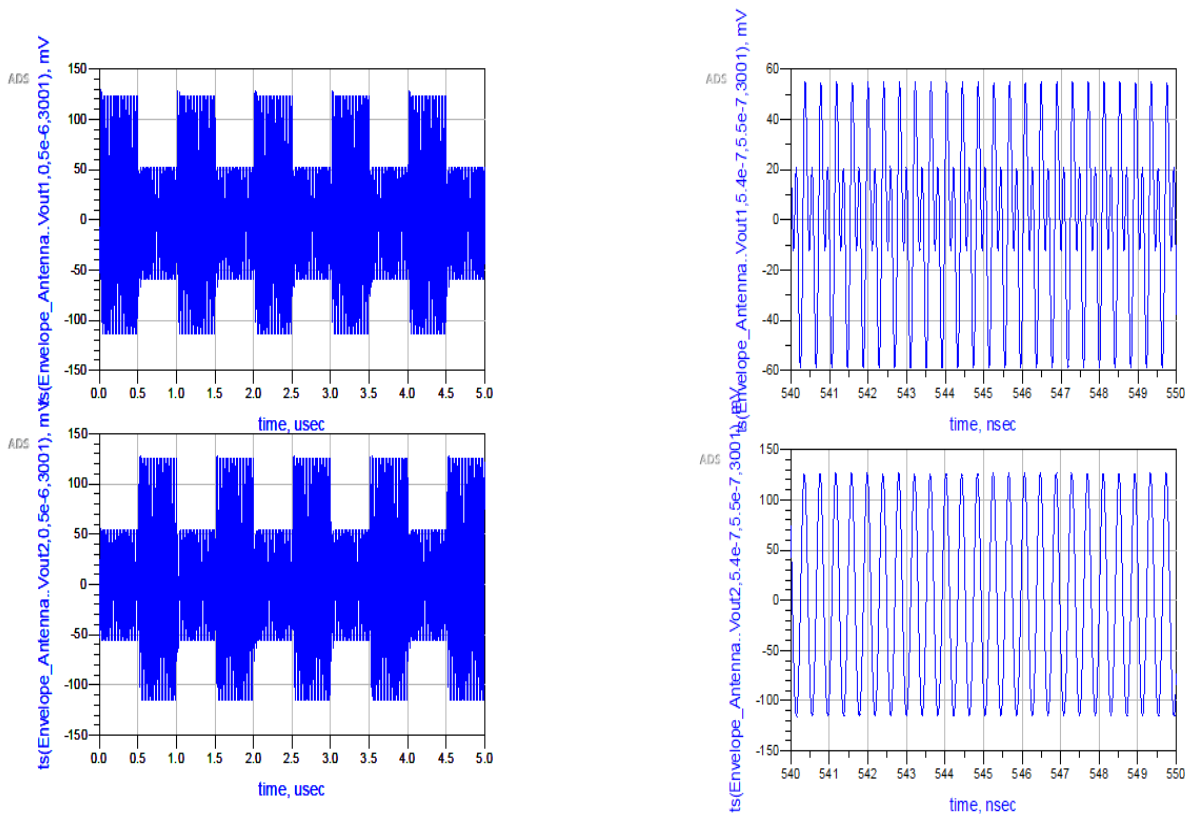 ADS
ts(Envelope_Antenna..Vout1,0,5e-6,3001), mV
150
100
50
0
-50
-100
-150
0.0 0.5 1.0 1.5 2.0 2.5 3.0 3.5 4.0 4.5 5.0
time, usec
ADS
ts(Envelope_Antenna..Vout1,5.4e-7,5.5e-7,3001), mV
60
40
20
0
-20
-40
-60
540 541 542 543 544 545 546 547 548 549 550
time, nsec
ADS
ts(Envelope_Antenna..Vout2,0,5e-6,3001), mV
150
100
50
0
-50
-100
-150
0.0 0.5 1.0 1.5 2.0 2.5 3.0 3.5 4.0 4.5 5.0
time, usec
ADS
ts(Envelope_Antenna..Vout2,5.4e-7,5.5e-7,3001), mV
150
100
50
0
-50
-100
-150
540 541 542 543 544 545 546 547 548 549 550
time, nsec